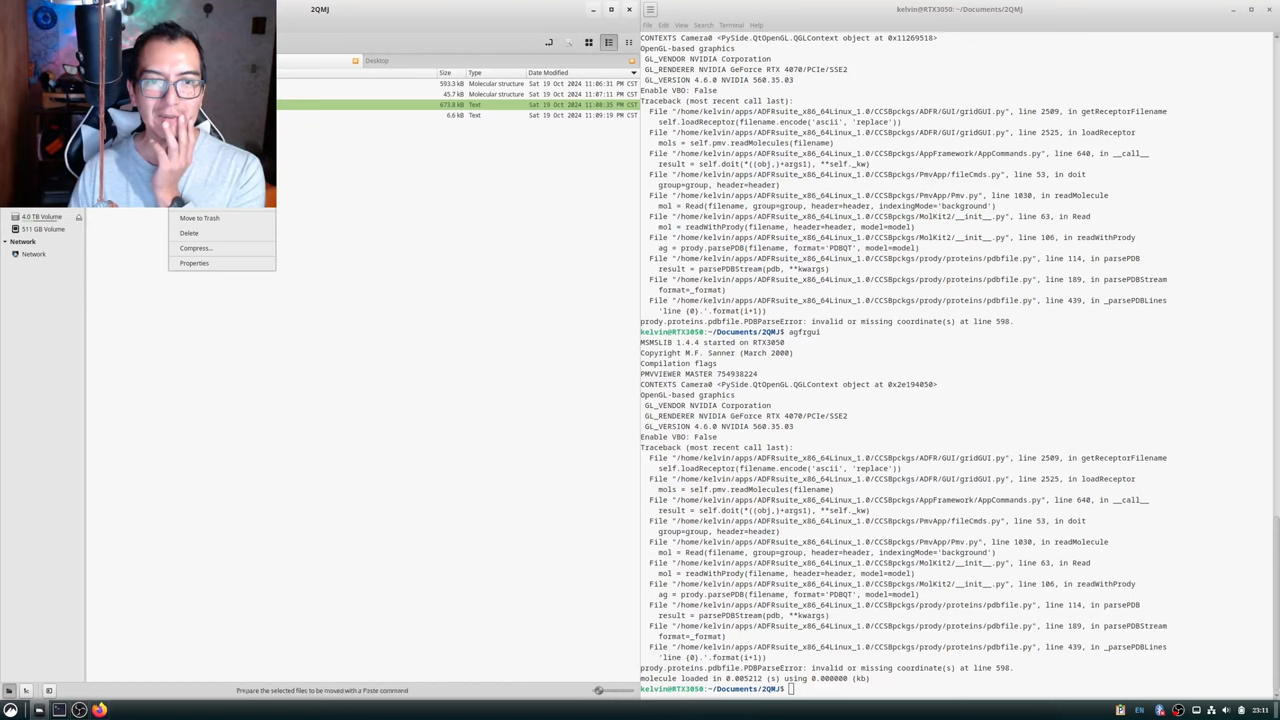 2QMJ
Desktop
Size Type Date Modified
593.3 kB Molecular structure Sat 19 Oct 2024 11:06:31 PM CST
45.7 kB Molecular structure Sat 19 Oct 2024 11:07:11 PM CST
673.8 kB Text Sat 19 Oct 2024 11:08:35 PM CST
6.6 kB Text Sat 19 Oct 2024 11:09:19 PM CST
4.0 TB Volume
511 GB Volume
Network
Network
Move to Trash
Delete
Compress...
Properties
Prepare the selected files to be moved with a Paste command
kelvin@RTX3050: ~/Documents/2QMJ
File Edit View Search Terminal Help
CONTEXTS Camera0 <PySide.QtOpenGL.QGLContext object at 0x11269518>
OpenGL-based graphics
GL_VENDOR NVIDIA Corporation
GL_RENDERER NVIDIA GeForce RTX 4070/PCIe/SSE2
GL_VERSION 4.6.0 NVIDIA 560.35.03
Enable VBO: False
Traceback (most recent call last):
File "/home/kelvin/apps/ADFRsuite_x86_64Linux_1.0/CCSBpckgs/ADFR/GUI/gridGUI.py", line 2509, in getReceptorFilename
self.loadReceptor(filename.encode('ascii', 'replace'))
File "/home/kelvin/apps/ADFRsuite_x86_64Linux_1.0/CCSBpckgs/ADFR/GUI/gridGUI.py", line 2525, in loadReceptor
mols = self.pmv.readMolecules(filename)
File "/home/kelvin/apps/ADFRsuite_x86_64Linux_1.0/CCSBpckgs/AppFramework/AppCommands.py", line 640, in __call__
result = self.doit(*((obj,)+args1), **self._kw)
File "/home/kelvin/apps/ADFRsuite_x86_64Linux_1.0/CCSBpckgs/PmvApp/fileCmds.py", line 53, in doit
group=group, header=header)
File "/home/kelvin/apps/ADFRsuite_x86_64Linux_1.0/CCSBpckgs/PmvApp/Pmv.py", line 1030, in readMolecule
mol = Read(filename, group=group, header=header, indexingMode='background')
File "/home/kelvin/apps/ADFRsuite_x86_64Linux_1.0/CCSBpckgs/MolKit2/__init__.py", line 63, in Read
mol = readWithPrody(filename, header=header, model=model)
File "/home/kelvin/apps/ADFRsuite_x86_64Linux_1.0/CCSBpckgs/MolKit2/__init__.py", line 106, in readWithPrody
ag = prody.parsePDB(filename, format='PDBQT', model=model)
File "/home/kelvin/apps/ADFRsuite_x86_64Linux_1.0/CCSBpckgs/prody/proteins/pdbfile.py", line 114, in parsePDB
result = parsePDBStream(pdb, **kwargs)
File "/home/kelvin/apps/ADFRsuite_x86_64Linux_1.0/CCSBpckgs/prody/proteins/pdbfile.py", line 189, in parsePDBStream
format=_format)
File "/home/kelvin/apps/ADFRsuite_x86_64Linux_1.0/CCSBpckgs/prody/proteins/pdbfile.py", line 439, in _parsePDBLines
'line {0}.'.format(i+1))
prody.proteins.pdbfile.PDBParseError: invalid or missing coordinate(s) at line 598.
kelvin@RTX3050:~/Documents/2QMJ$ agfrgui
MSMSLIB 1.4.4 started on RTX3050
Copyright M.F. Sanner (March 2000)
Compilation flags
PMVVIEWER MASTER 754938224
CONTEXTS Camera0 <PySide.QtOpenGL.QGLContext object at 0x2e194050>
OpenGL-based graphics
GL_VENDOR NVIDIA Corporation
GL_RENDERER NVIDIA GeForce RTX 4070/PCIe/SSE2
GL_VERSION 4.6.0 NVIDIA 560.35.03
Enable VBO: False
Traceback (most recent call last):
File "/home/kelvin/apps/ADFRsuite_x86_64Linux_1.0/CCSBpckgs/ADFR/GUI/gridGUI.py", line 2509, in getReceptorFilename
self.loadReceptor(filename.encode('ascii', 'replace'))
File "/home/kelvin/apps/ADFRsuite_x86_64Linux_1.0/CCSBpckgs/ADFR/GUI/gridGUI.py", line 2525, in loadReceptor
mols = self.pmv.readMolecules(filename)
File "/home/kelvin/apps/ADFRsuite_x86_64Linux_1.0/CCSBpckgs/AppFramework/AppCommands.py", line 640, in __call__
result = self.doit(*((obj,)+args1), **self._kw)
File "/home/kelvin/apps/ADFRsuite_x86_64Linux_1.0/CCSBpckgs/PmvApp/fileCmds.py", line 53, in doit
group=group, header=header)
File "/home/kelvin/apps/ADFRsuite_x86_64Linux_1.0/CCSBpckgs/PmvApp/Pmv.py", line 1030, in readMolecule
mol = Read(filename, group=group, header=header, indexingMode='background')
File "/home/kelvin/apps/ADFRsuite_x86_64Linux_1.0/CCSBpckgs/MolKit2/__init__.py", line 63, in Read
mol = readWithPrody(filename, header=header, model=model)
File "/home/kelvin/apps/ADFRsuite_x86_64Linux_1.0/CCSBpckgs/MolKit2/__init__.py", line 106, in readWithPrody
ag = prody.parsePDB(filename, format='PDBQT', model=model)
File "/home/kelvin/apps/ADFRsuite_x86_64Linux_1.0/CCSBpckgs/prody/proteins/pdbfile.py", line 114, in parsePDB
result = parsePDBStream(pdb, **kwargs)
File "/home/kelvin/apps/ADFRsuite_x86_64Linux_1.0/CCSBpckgs/prody/proteins/pdbfile.py", line 189, in parsePDBStream
format=_format)
File "/home/kelvin/apps/ADFRsuite_x86_64Linux_1.0/CCSBpckgs/prody/proteins/pdbfile.py", line 439, in _parsePDBLines
'line {0}.'.format(i+1))
prody.proteins.pdbfile.PDBParseError: invalid or missing coordinate(s) at line 598.
molecule loaded in 0.005212 (s) using 0.000000 (kb)
kelvin@RTX3050:~/Documents/2QMJ$
EN
23:11